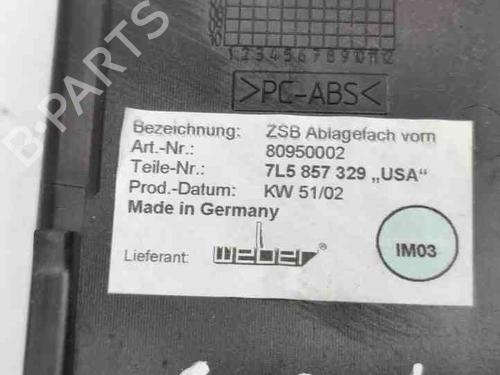 9
10
1 2 3 4 5 6 7 8 9 10 11 12
>PC-ABS<
Bezeichnung: ZSB Ablagefach vorn
Art.-Nr.: 80950002
Teile-Nr.: 7L5 857 329 „USA“
Prod.-Datum: KW 51/02
Made in Germany
Lieferant: weber®
IM03
B-Parts